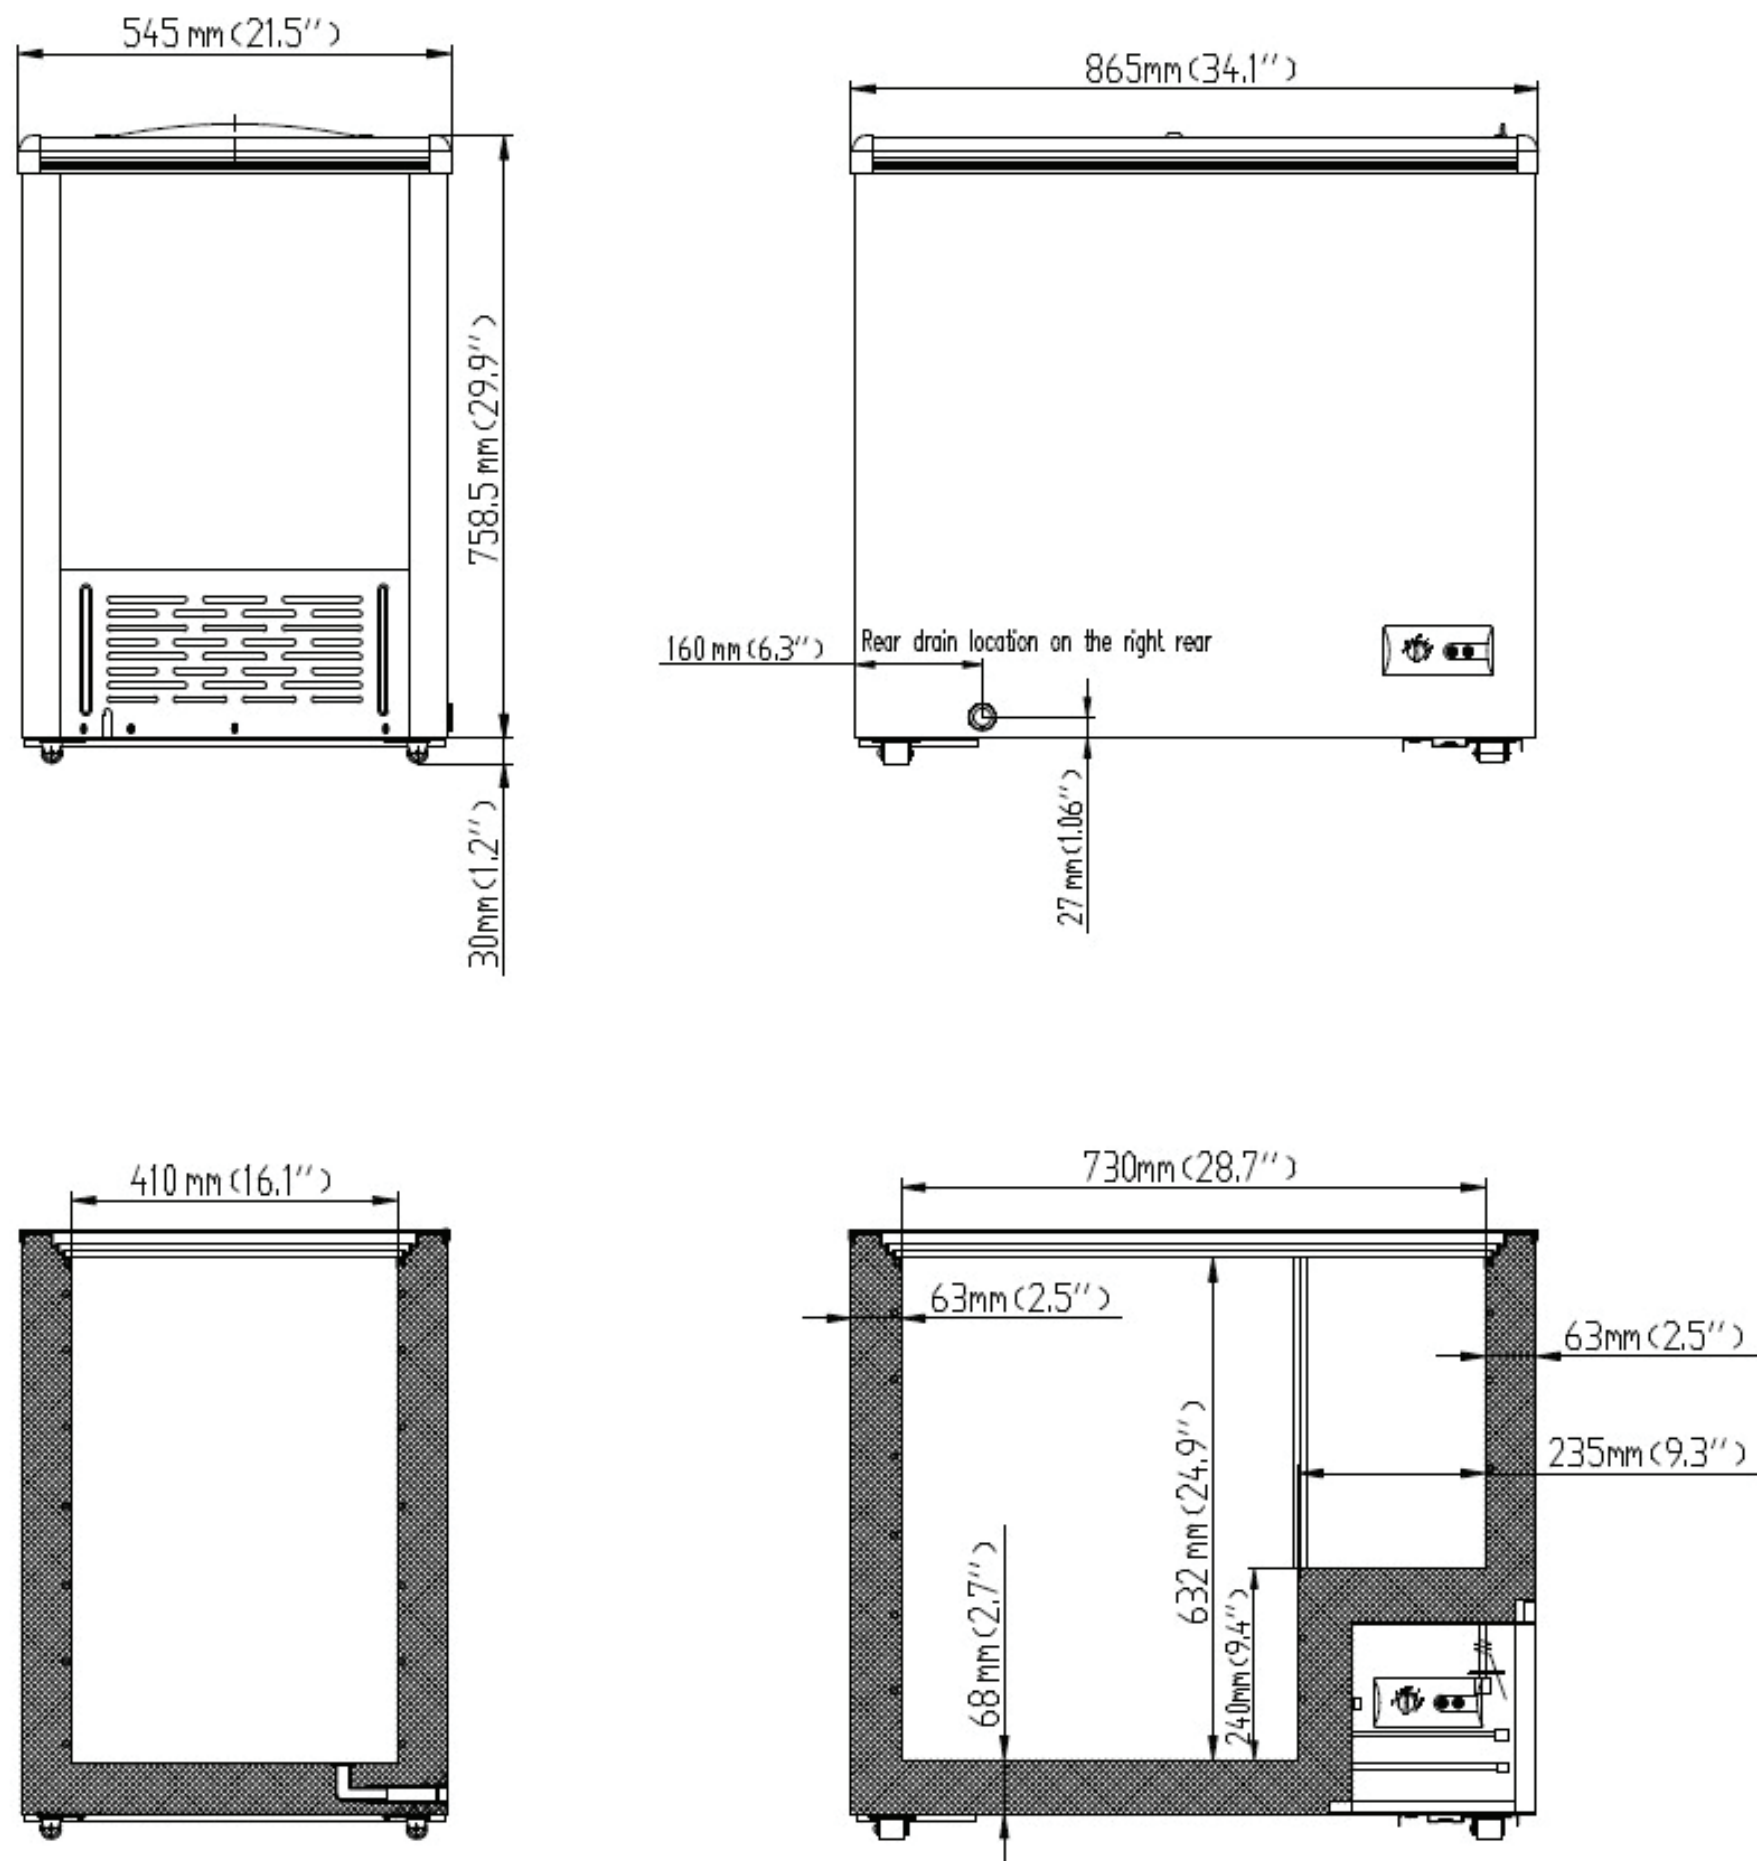 545 mm (21.5'')
865mm (34.1'')
758.5 mm (29.9'')
160 mm (6.3'')
Rear drain location on the right rear
27 mm (1.06'')
30mm (1.2'')
410 mm (16.1'')
730mm (28.7'')
63mm (2.5'')
63mm (2.5'')
235mm (9.3'')
632 mm (24.9'')
68 mm (2.7'')
240mm (9.4'')